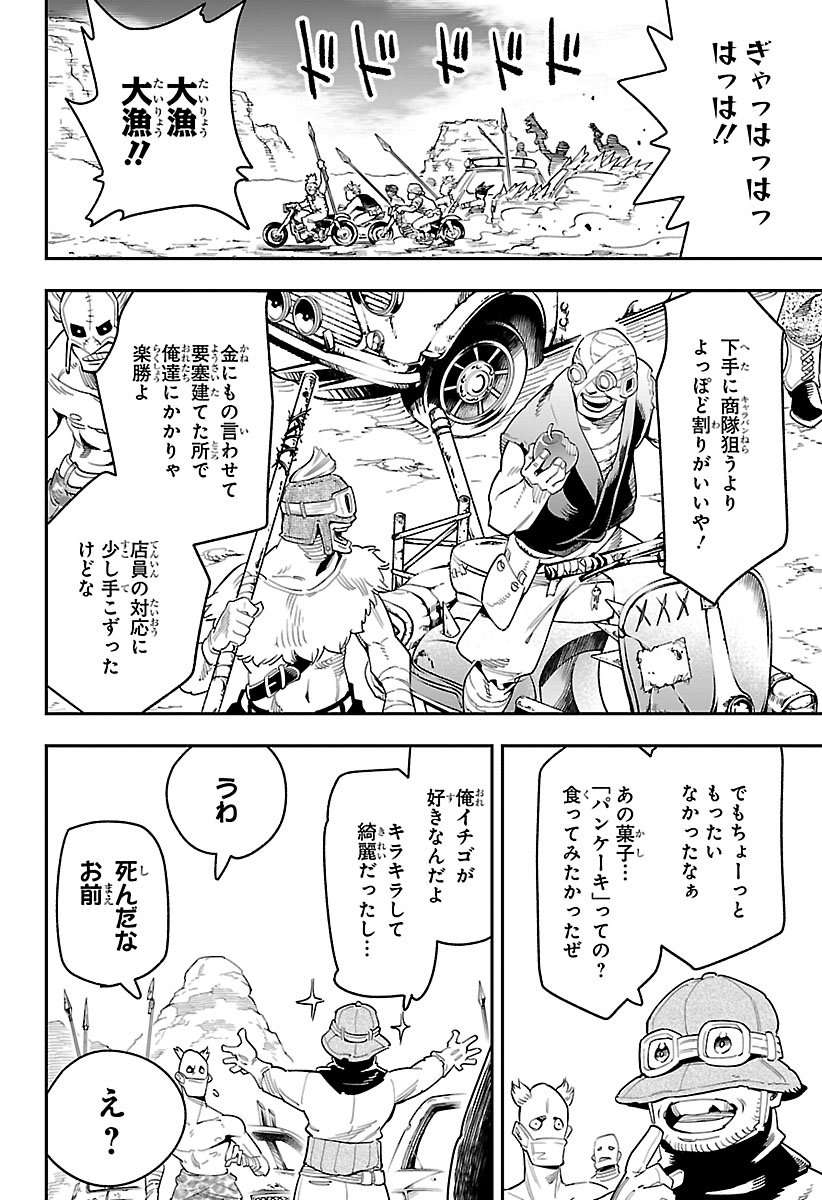 ぎゃっはっはっ
はっは!!
ドドドド
大漁
大漁!!
下手に商隊狙うより
よっぽど割りがいいや!
金にもの言わせて
要塞建てた所で
俺達にかかりゃ
楽勝よ
店員の対応に
少し手こずった
けどな
でもちょーっと
もったい
なかったなぁ
あの菓子…
「パンケーキ」っての?
食ってみたかったぜ
俺イチゴが
好きなんだよ
キラキラして
綺麗だったし…
うわ
死んだな
お前
え?